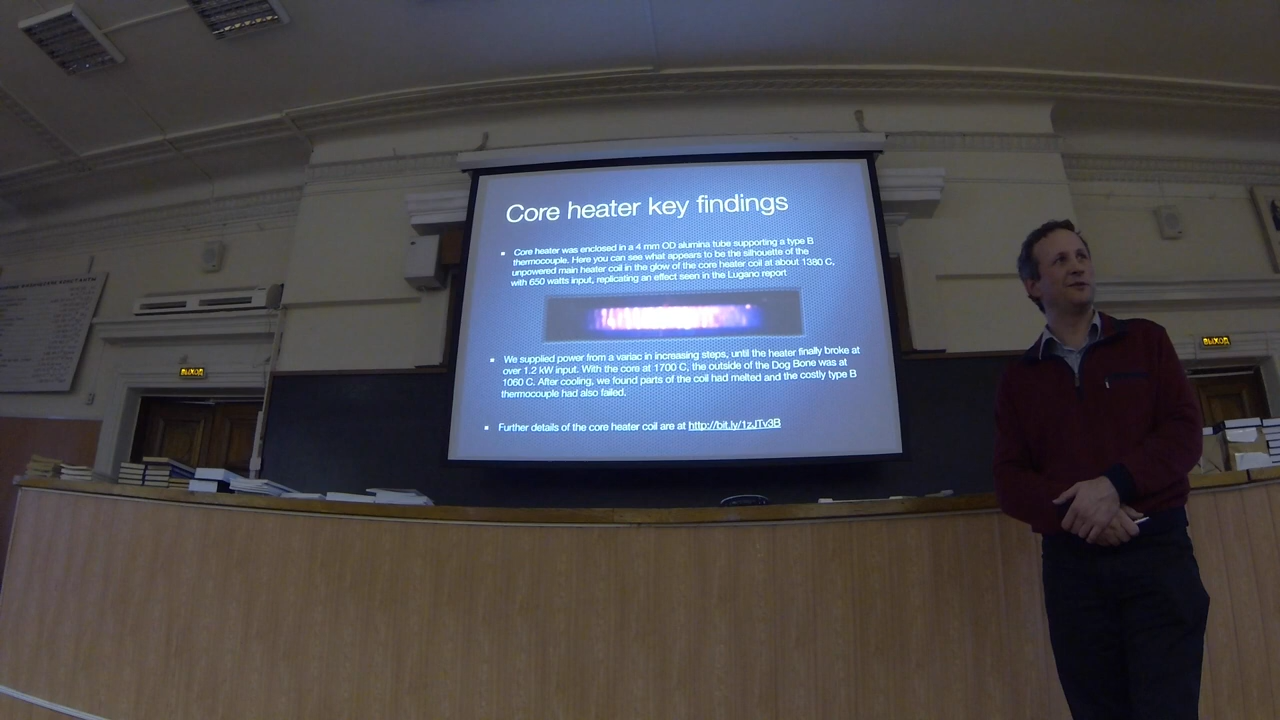 Core heater key findings
Core heater was enclosed in a 4 mm OD alumina tube supporting a type B
thermocouple. Here you can see what appears to be the silhouette of the
unpowered main heater coil in the glow of the core heater coil at about 1380 C,
with 650 watts input, replicating an effect seen in the Lugano report
We supplied power from a variac in increasing steps, until the heater finally broke at
over 1.2 kW input. With the core at 1700 C, the outside of the Dog Bone was at
1060 C. After cooling, we found parts of the coil had melted and the costly type B
thermocouple had also failed.
Further details of the core heater coil are at http://bit.ly/1zJTv3B
ВЫХОД
ВЫХОД